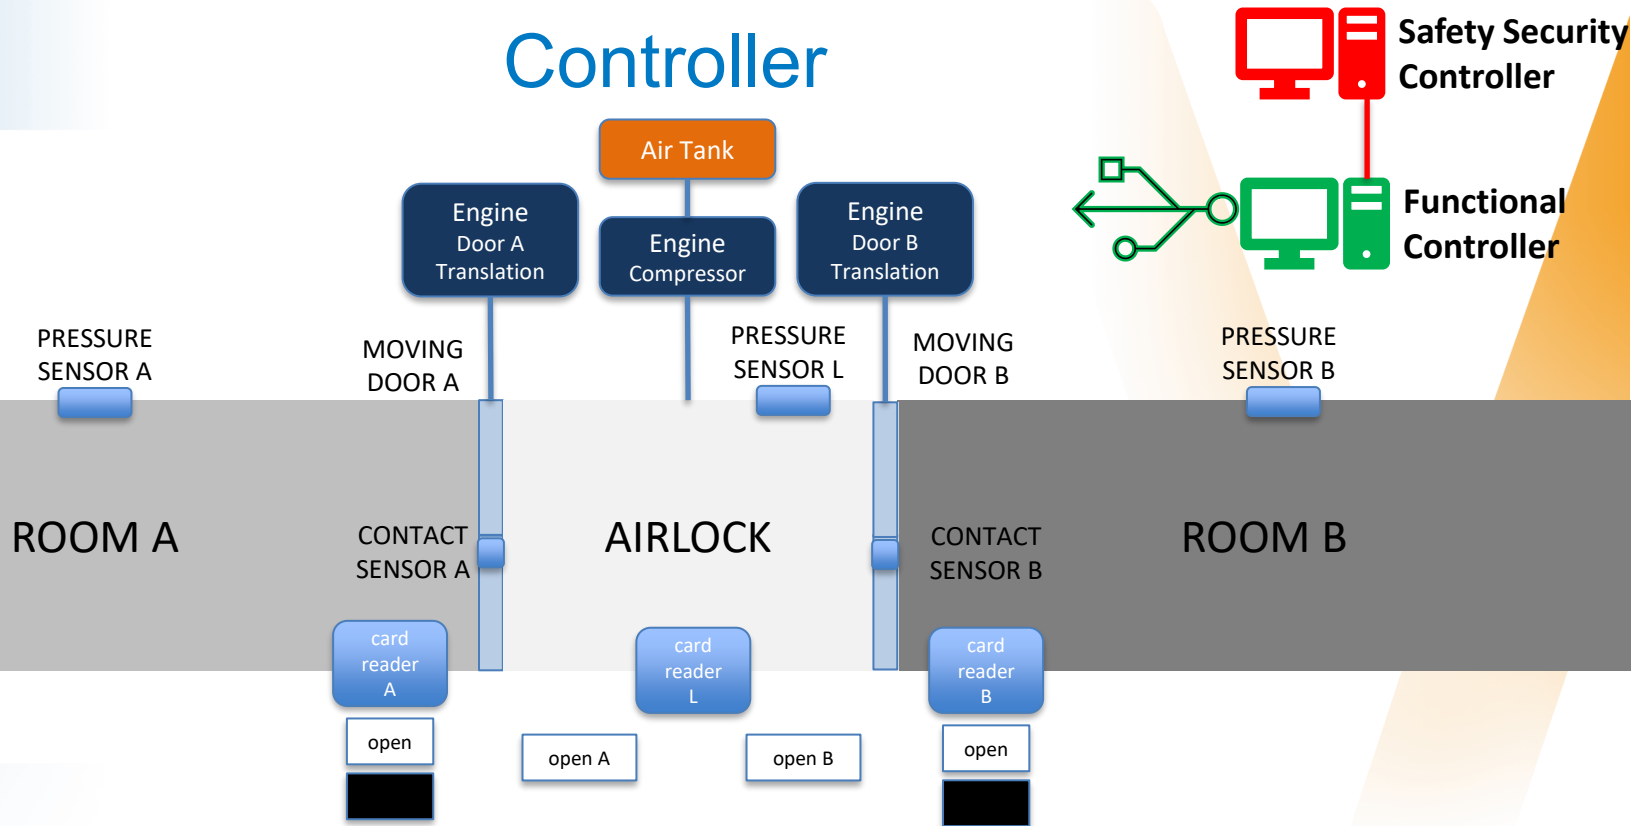 Controller
Safety Security
Controller
Air Tank
Engine
Door A
Translation
Engine
Compressor
Engine
Door B
Translation
Functional
Controller
PRESSURE
SENSOR A
MOVING
DOOR A
PRESSURE
SENSOR L
MOVING
DOOR B
PRESSURE
SENSOR B
ROOM A
CONTACT
SENSOR A
AIRLOCK
CONTACT
SENSOR B
ROOM B
card
reader
A
card
reader
L
card
reader
B
open
open A
open B
open